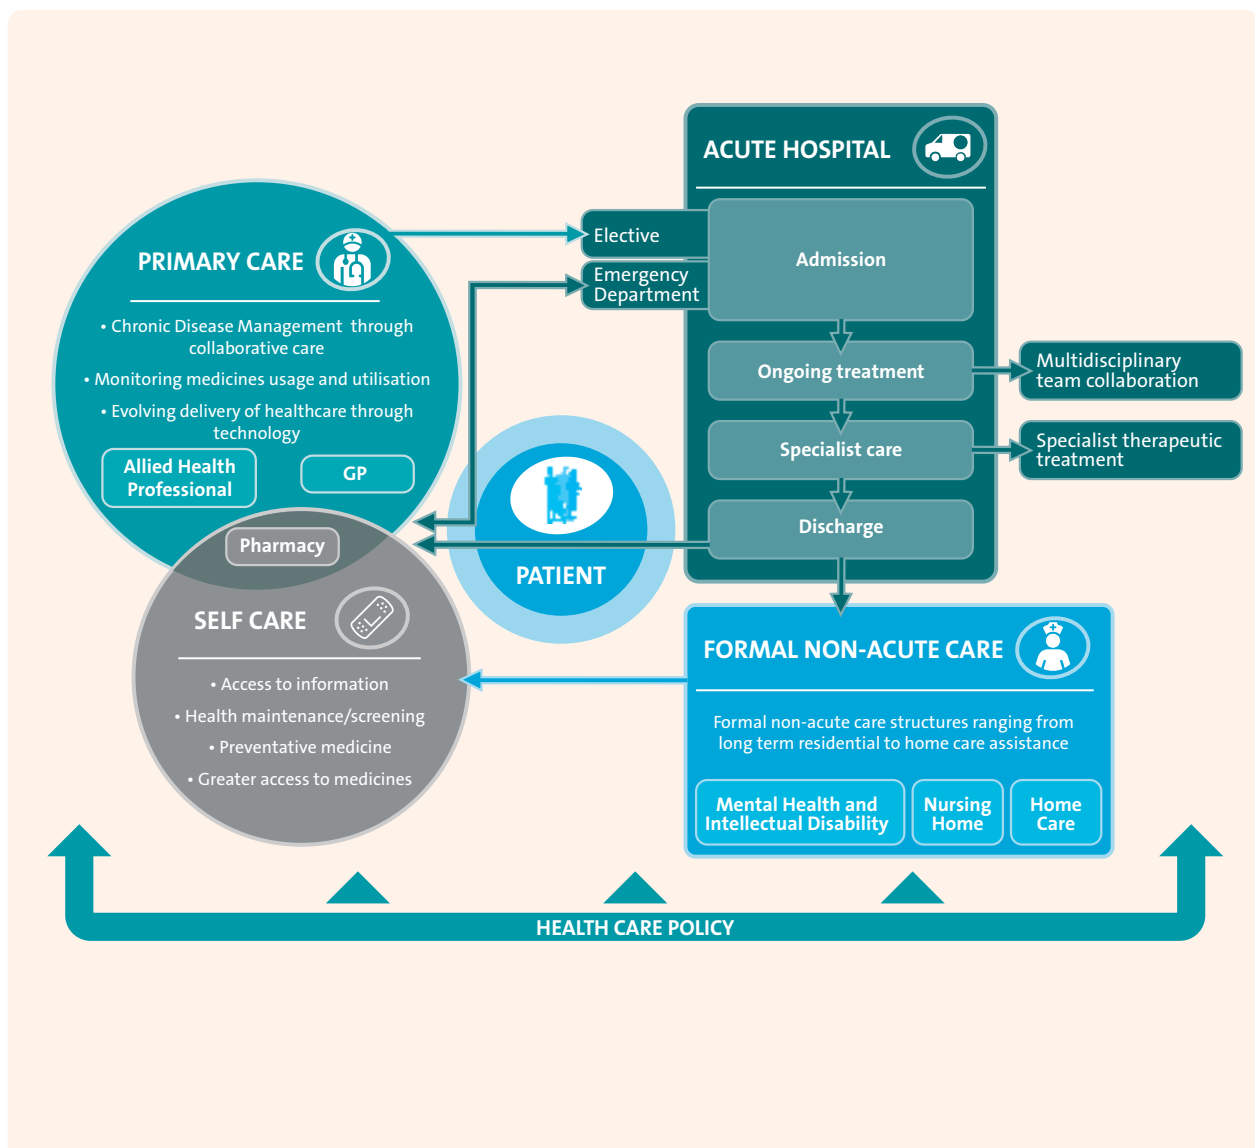 ACUTE HOSPITAL
Elective
Emergency
Department
Admission
Ongoing treatment
Multidisciplinary
team collaboration
Specialist care
Specialist therapeutic
treatment
Discharge
PRIMARY CARE
• Chronic Disease Management through
collaborative care
• Monitoring medicines usage and utilisation
• Evolving delivery of healthcare through
technology
Allied Health
Professional
GP
Pharmacy
PATIENT
SELF CARE
• Access to information
• Health maintenance/screening
• Preventative medicine
• Greater access to medicines
FORMAL NON-ACUTE CARE
Formal non-acute care structures ranging from
long term residential to home care assistance
Mental Health and
Intellectual Disability
Nursing
Home
Home
Care
HEALTH CARE POLICY